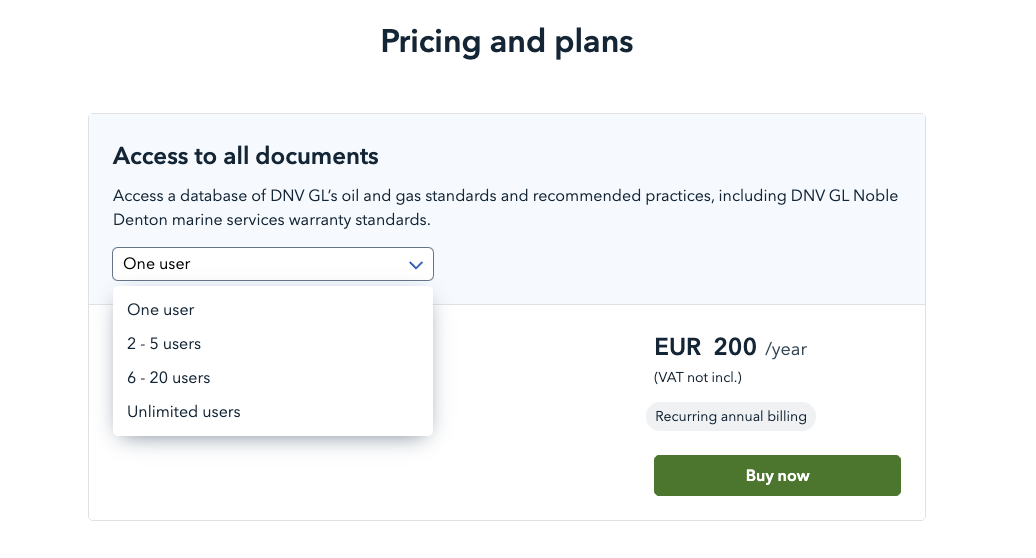 Pricing and plans
Access to all documents
Access a database of DNV GL's oil and gas standards and recommended practices, including DNV GL Noble
Denton marine services warranty standards.
One user
One user
2 - 5 users
6 - 20 users
Unlimited users
EUR 200 /year
(VAT not incl.)
Recurring annual billing
Buy now